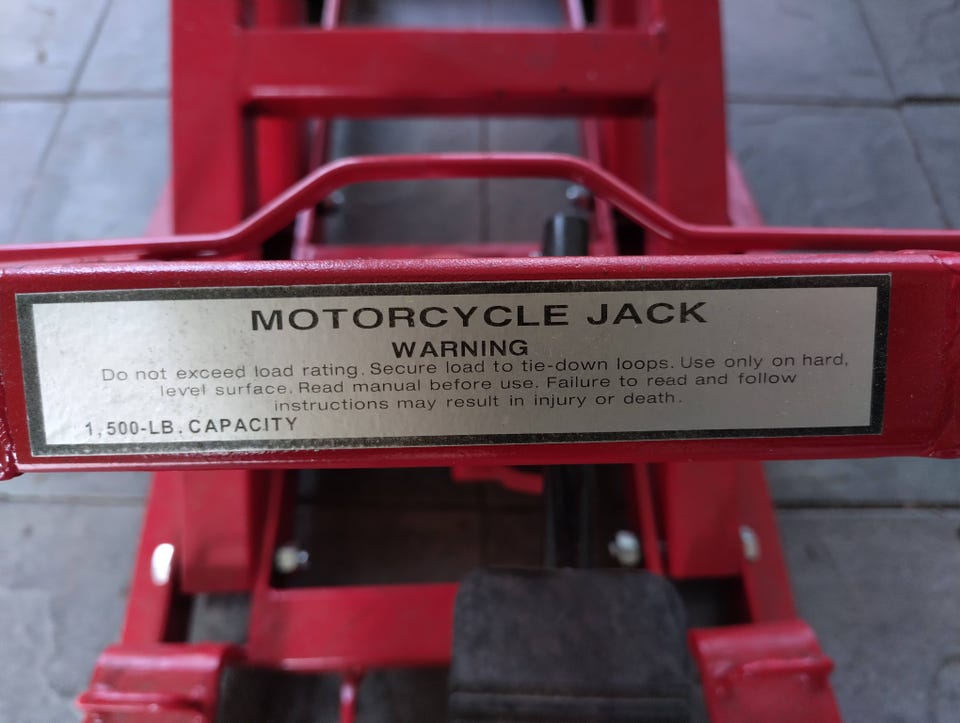 MOTORCYCLE JACK
WARNING
Do not exceed load rating. Secure load to tie-down loops. Use only on hard,
level surface. Read manual before use. Failure to read and follow
instructions may result in injury or death.
1,500-LB. CAPACITY